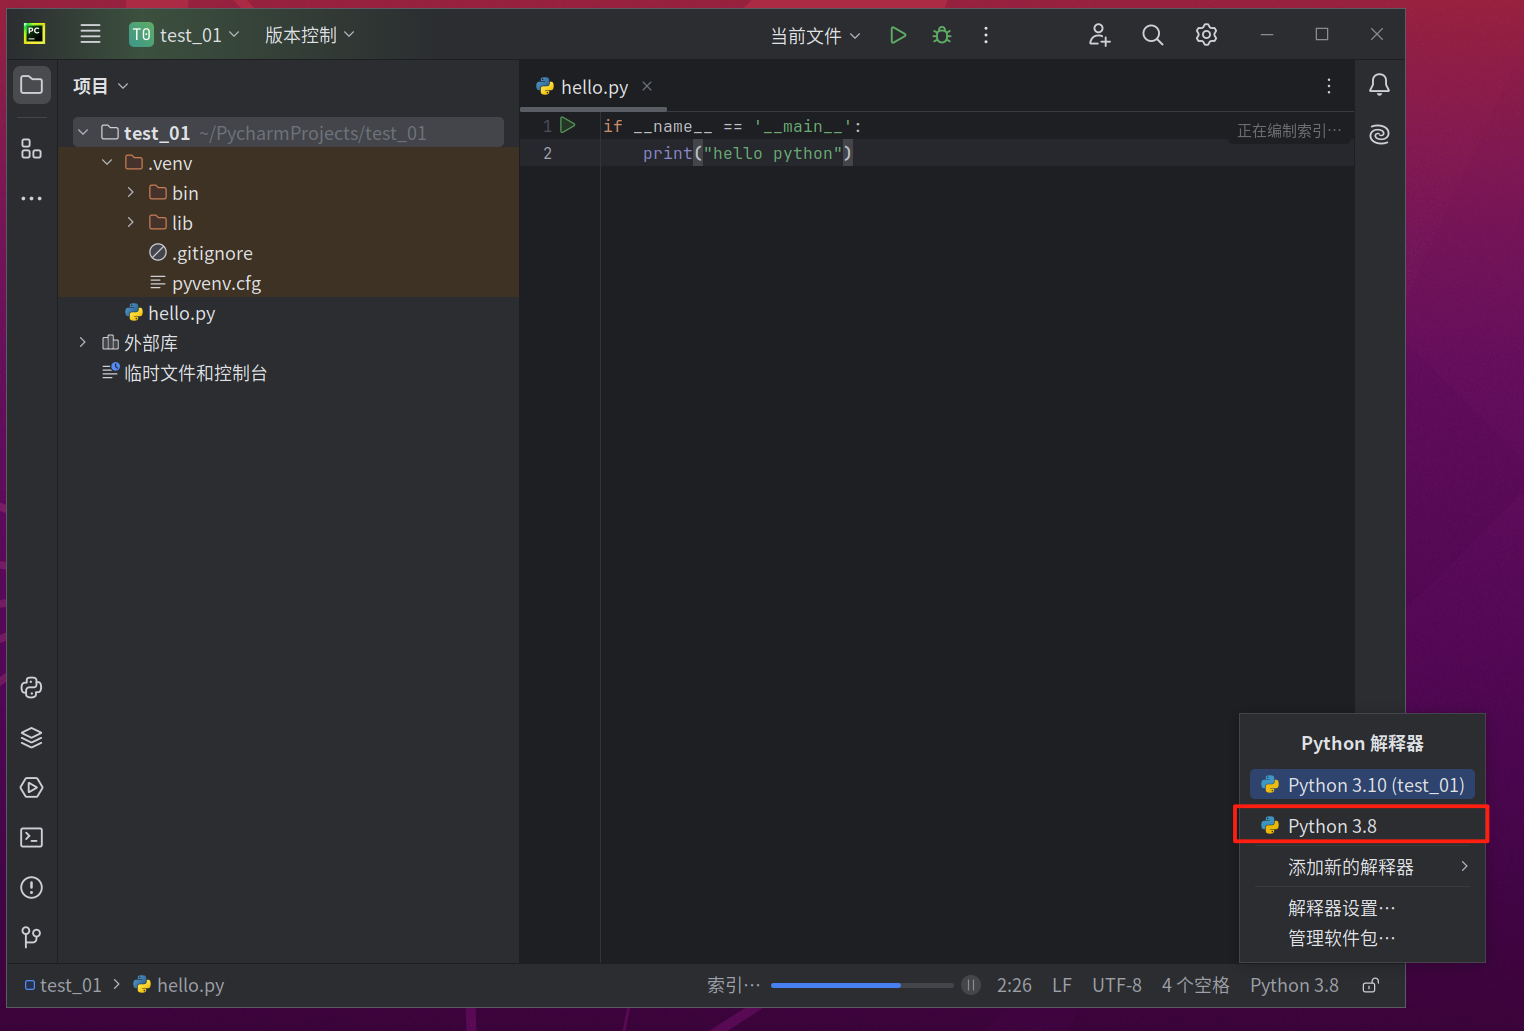 PC
T0 test_01 版本控制
当前文件
项目
hello.py
test_01 ~/PycharmProjects/test_01
.venv
bin
lib
.gitignore
pyvenv.cfg
hello.py
外部库
临时文件和控制台
1 if __name__ == '__main__':
2 print("hello python")
正在编制索引…
Python 解释器
Python 3.10 (test_01)
Python 3.8
添加新的解释器
解释器设置…
管理软件包…
test_01 hello.py
索引… 2:26 LF UTF-8 4 个空格 Python 3.8